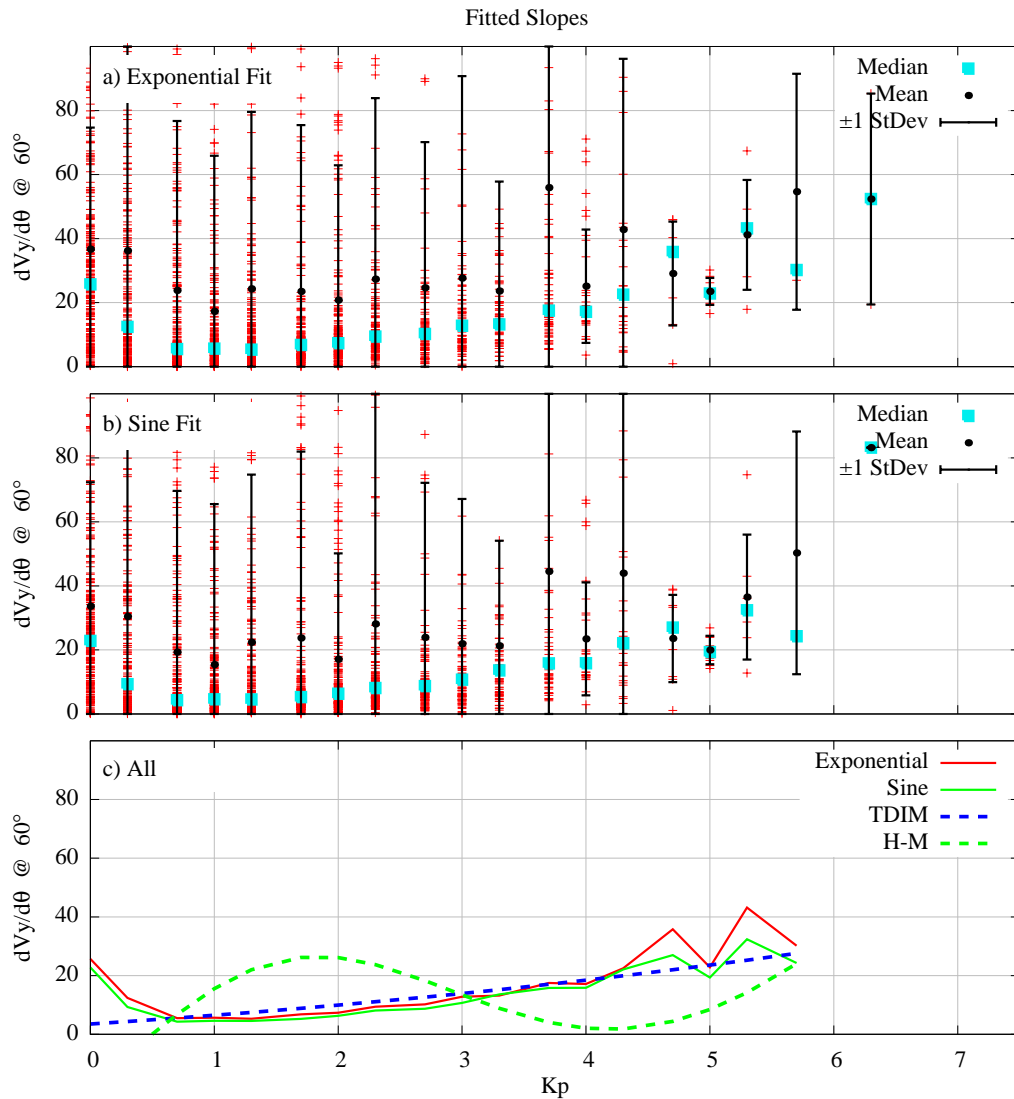 Fitted Slopes
a) Exponential Fit
Median
Mean
±1 StDev
dVy/dθ @ 60°
80
60
40
20
0
b) Sine Fit
Median
Mean
±1 StDev
dVy/dθ @ 60°
80
60
40
20
0
c) All
Exponential
Sine
TDIM
H-M
dVy/dθ @ 60°
80
60
40
20
0
0 1 2 3 4 5 6 7
Kp